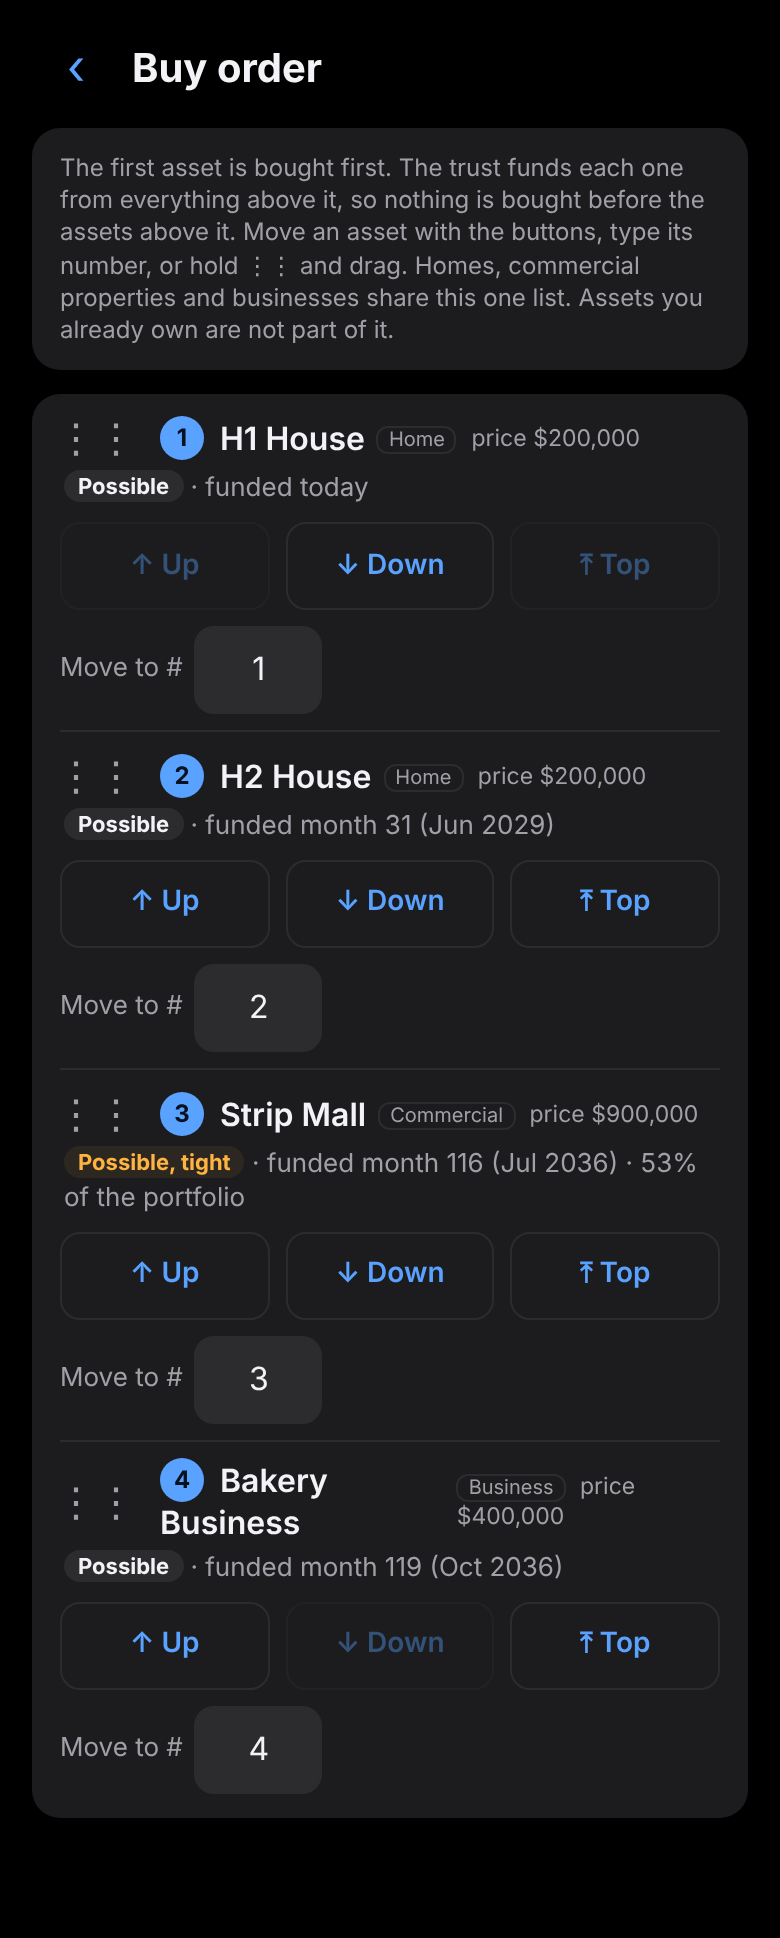 ‹ Buy order
The first asset is bought first. The trust funds each one
from everything above it, so nothing is bought before the
assets above it. Move an asset with the buttons, type its
number, or hold ⋮⋮ and drag. Homes, commercial
properties and businesses share this one list. Assets you
already own are not part of it.
⋮⋮ 1 H1 House Home price $200,000
Possible · funded today
↑ Up ↓ Down ⤒ Top
Move to # 1
⋮⋮ 2 H2 House Home price $200,000
Possible · funded month 31 (Jun 2029)
↑ Up ↓ Down ⤒ Top
Move to # 2
⋮⋮ 3 Strip Mall Commercial price $900,000
Possible, tight · funded month 116 (Jul 2036) · 53%
of the portfolio
↑ Up ↓ Down ⤒ Top
Move to # 3
⋮⋮ 4 Bakery
Business
Business price
$400,000
Possible · funded month 119 (Oct 2036)
↑ Up ↓ Down ⤒ Top
Move to # 4